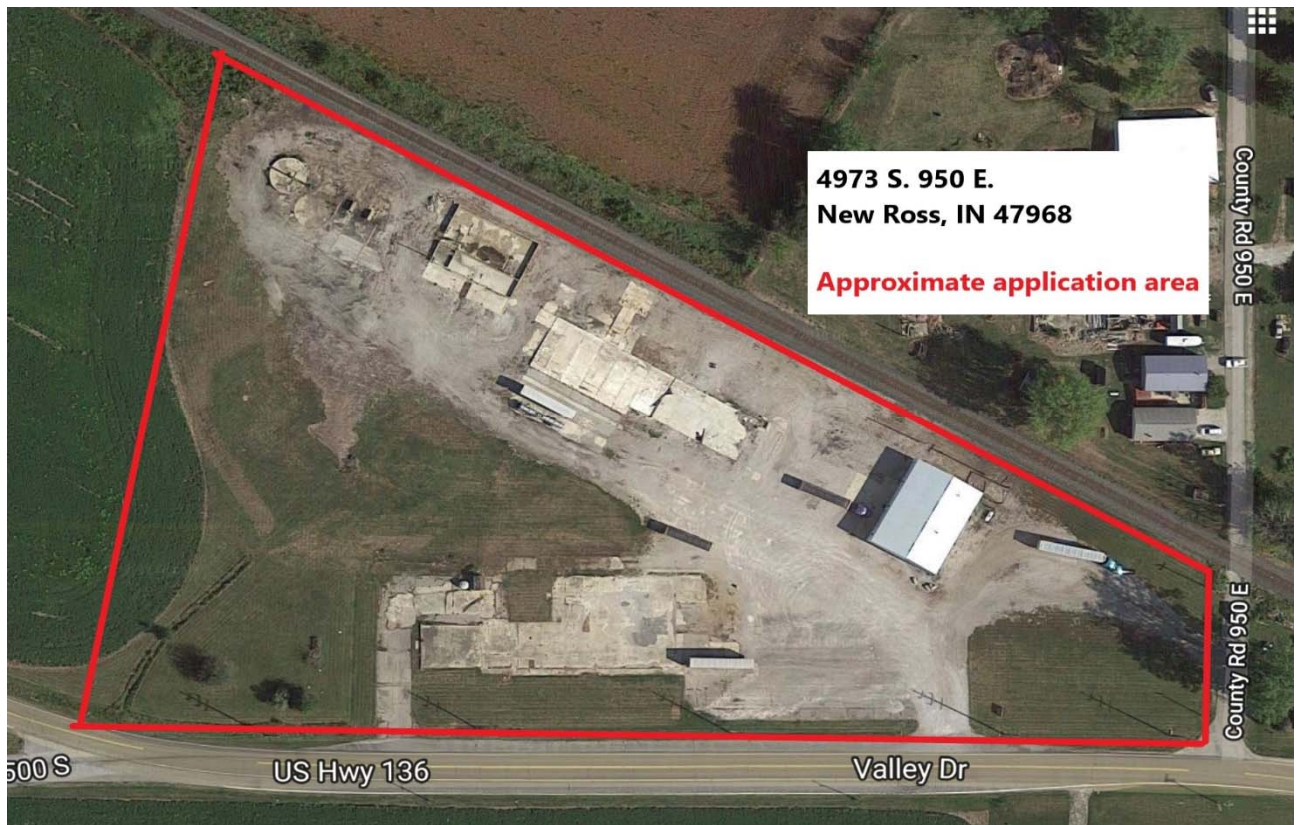 4973 S. 950 E.
New Ross, IN 47968
Approximate application area
County Rd 950 E
County Rd 950 E
500 S
US Hwy 136
Valley Dr